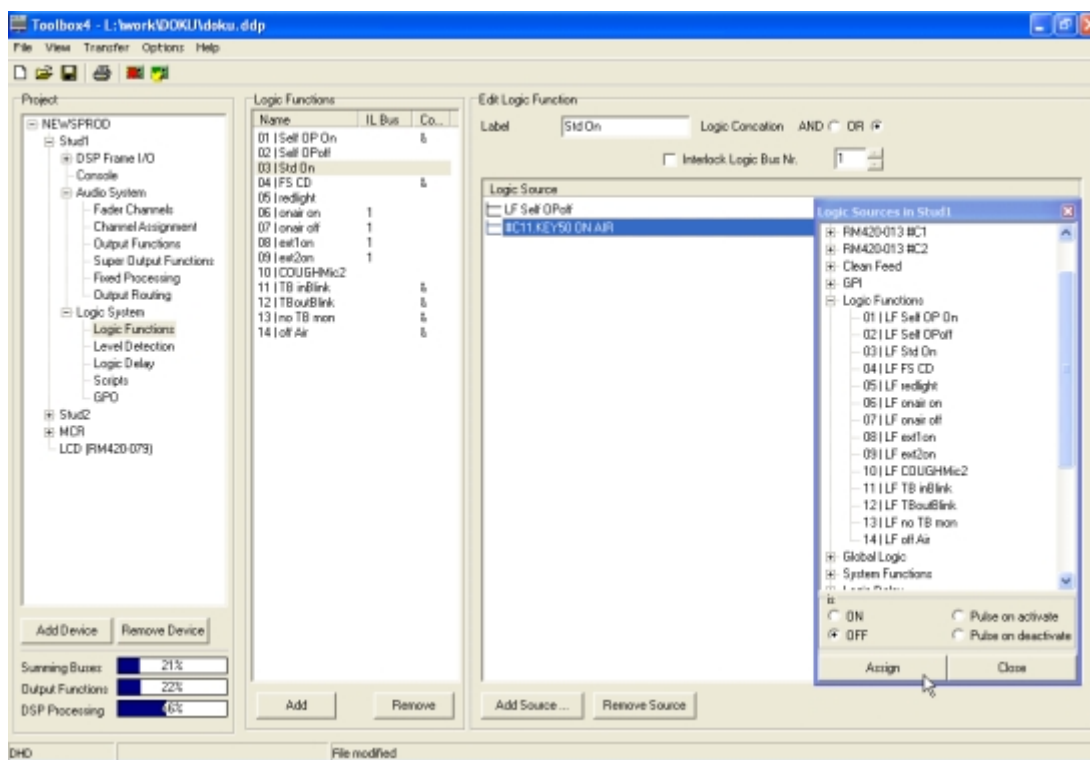 Toolbox4 - L:\work\DOKU\doku.ddp
File View Transfer Options Help
Project
NEWSPROD
Stud1
DSP Frame I/O
Console
Audio System
Fader Channels
Channel Assignment
Output Functions
Super Output Functions
Fixed Processing
Output Routing
Logic System
Logic Functions
Level Detection
Logic Delay
Scripts
GPO
Stud2
MCR
LCD (RM420-079)
Add Device Remove Device
Summing Buses 21%
Output Functions 22%
DSP Processing 46%
Logic Functions
Name IL Bus Co...
01 | Self OP On &
02 | Self OPoff
03 | Std On
04 | FS CD &
05 | redlight
06 | onair on 1
07 | onair off 1
08 | ext1on 1
09 | ext2on 1
10 | COUGHMic2
11 | TB inBlink &
12 | TBoutBlink &
13 | no TB mon &
14 | off Air &
Add Remove
Edit Logic Function
Label Std On Logic Concation AND OR
Interlock Logic Bus Nr. 1
Logic Source
LF Self OPoff
#C11.KEY50 ON AIR
Add Source ... Remove Source
Logic Sources in Stud1
RM420-013 #C1
RM420-013 #C2
Clean Feed
GPI
Logic Functions
01 | LF Self OP On
02 | LF Self OPoff
03 | LF Std On
04 | LF FS CD
05 | LF redlight
06 | LF onair on
07 | LF onair off
08 | LF ext1on
09 | LF ext2on
10 | LF COUGHMic2
11 | LF TB inBlink
12 | LF TBoutBlink
13 | LF no TB mon
14 | LF off Air
Global Logic
System Functions
Logic Delay
is
ON Pulse on activate
OFF Pulse on deactivate
Assign Close
DHD File modified